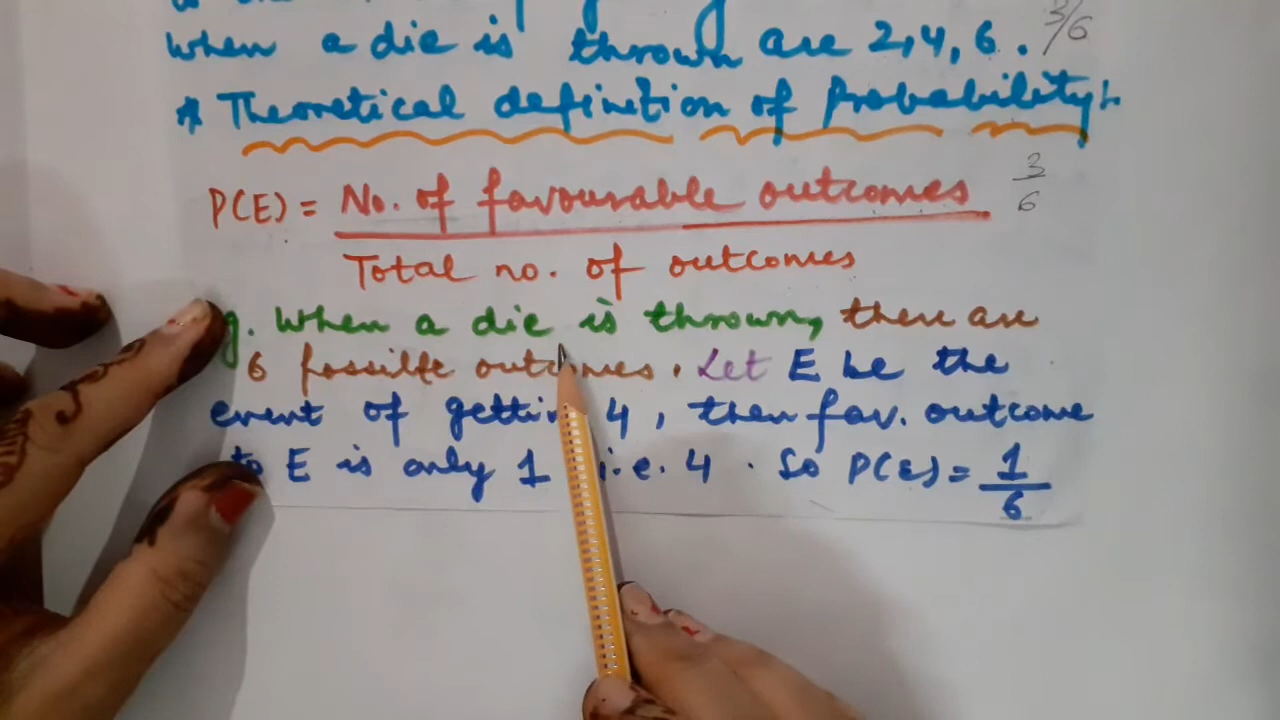 when a die is thrown are 2, 4, 6. 3/6
* Theoretical definition of Probability:-
P(E) = No. of favourable outcomes
Total no. of outcomes
3
6
g. When a die is thrown, there are
6 possible outcomes. Let E be the
event of getting 4, then fav. outcome
to E is only 1 i.e. 4. So P(E) = 1/6